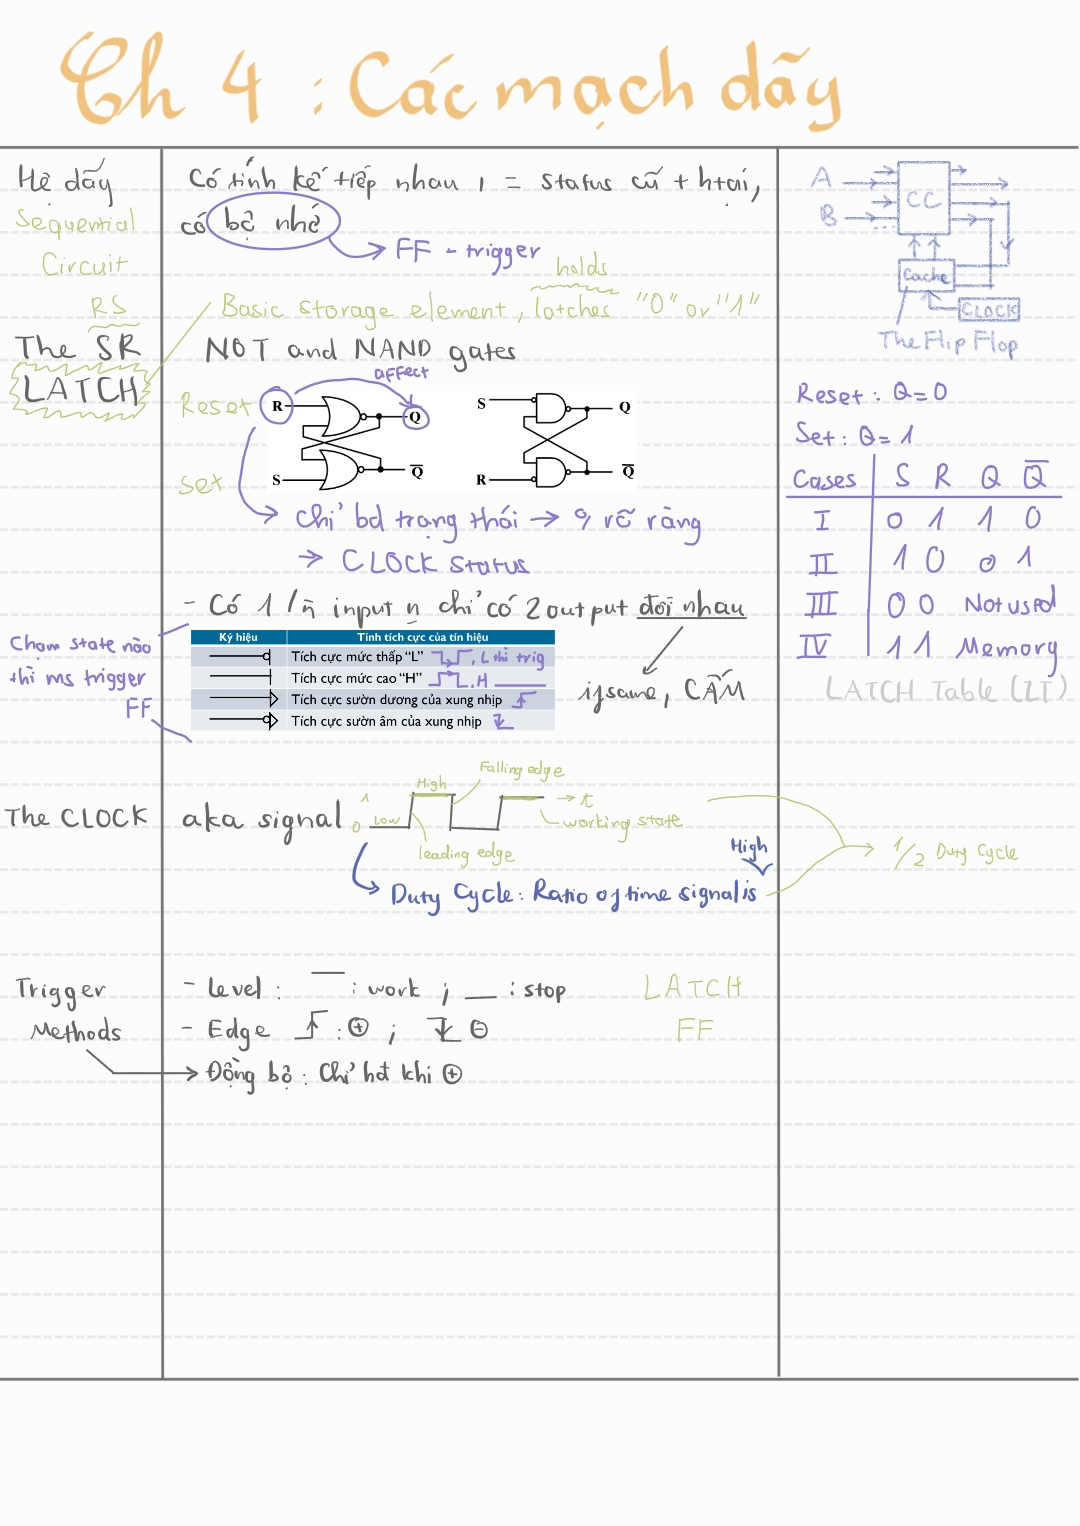 Ch 4 : Các mạch dãy
Hệ dãy
Sequential
Circuit
Có tính kế tiếp nhau, = status cũ + htại,
có bộ nhớ
FF - trigger
holds
RS
Basic storage element, latches "0" or "1"
The SR
LATCH
NOT and NAND gates
affect
Reset
R
Q
S
Q
Set
S
Q
R
Q
Chỉ bđ trạng thái → rõ ràng
→ CLOCK status
- Có 1/n̄ input n chỉ có 2 output đối nhau
if same, CẤM
Chạm state nào
thì ms trigger
FF
Ký hiệu Tính tích cực của tín hiệu
Tích cực mức thấp "L" , L thì trig
Tích cực mức cao "H" , H
Tích cực sườn dương của xung nhịp
Tích cực sườn âm của xung nhịp
A
B
CC
Cache
CLOCK
The Flip Flop
Reset : Q=0
Set : Q=1
Cases S R Q Q̅
I 0 1 1 0
II 1 0 0 1
III 0 0 Not used
IV 1 1 Memory
LATCH Table (LT)
The CLOCK
aka signal
1
0
Low
High
Falling edge
→ t
working state
leading edge
High
Duty Cycle : Ratio of time signal is
1/2 Duty Cycle
Trigger
Methods
- Level : : work ; : stop LATCH
- Edge : ⊕ ; ⊖ FF
Đồng bộ : Chỉ hđ khi ⊕